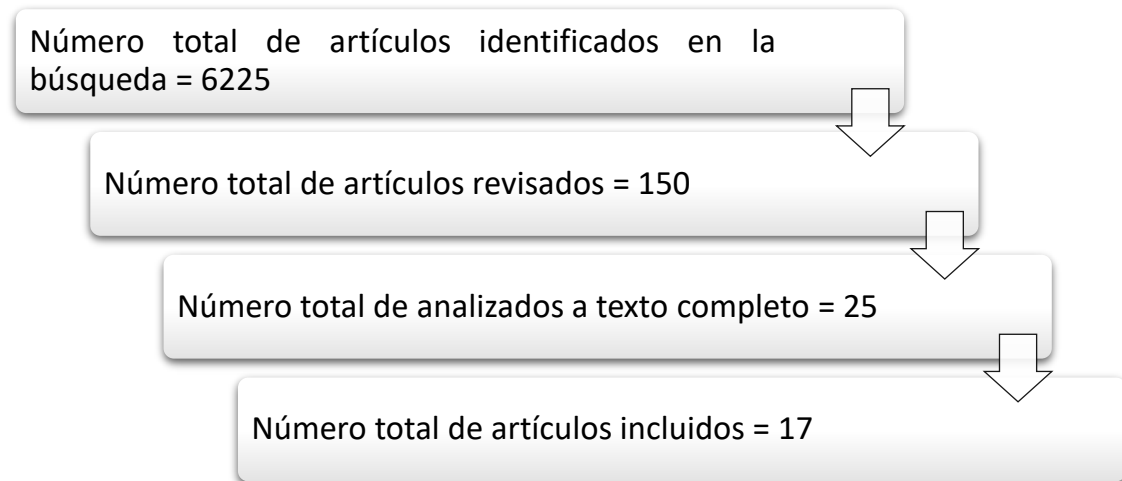 Número total de artículos identificados en la
búsqueda = 6225
Número total de artículos revisados = 150
Número total de analizados a texto completo = 25
Número total de artículos incluidos = 17